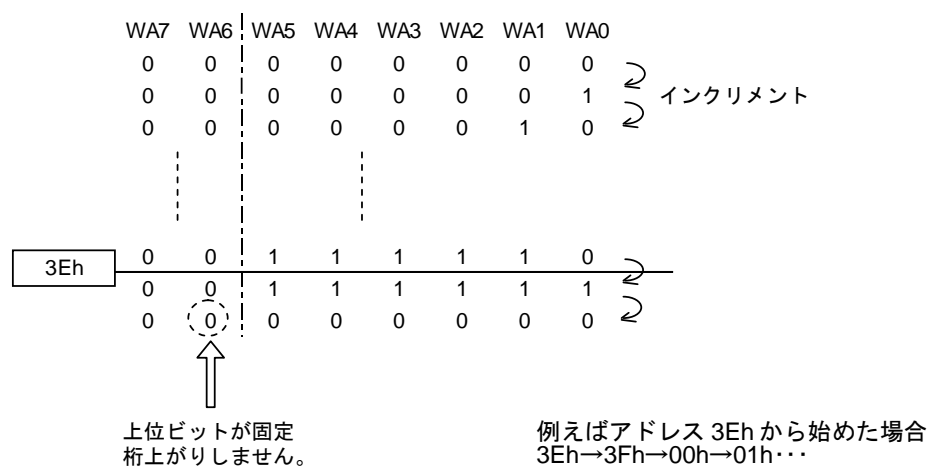 WA7 WA6 WA5 WA4 WA3 WA2 WA1 WA0
0 0 0 0 0 0 0 0
0 0 0 0 0 0 0 1
インクリメント
0 0 0 0 0 0 1 0
3Eh
0 0 1 1 1 1 1 0
0 0 1 1 1 1 1 1
0 0 0 0 0 0 0 0
上位ビットが固定
桁上がりしません。
例えばアドレス 3Eh から始めた場合
3Eh→3Fh→00h→01h･･･